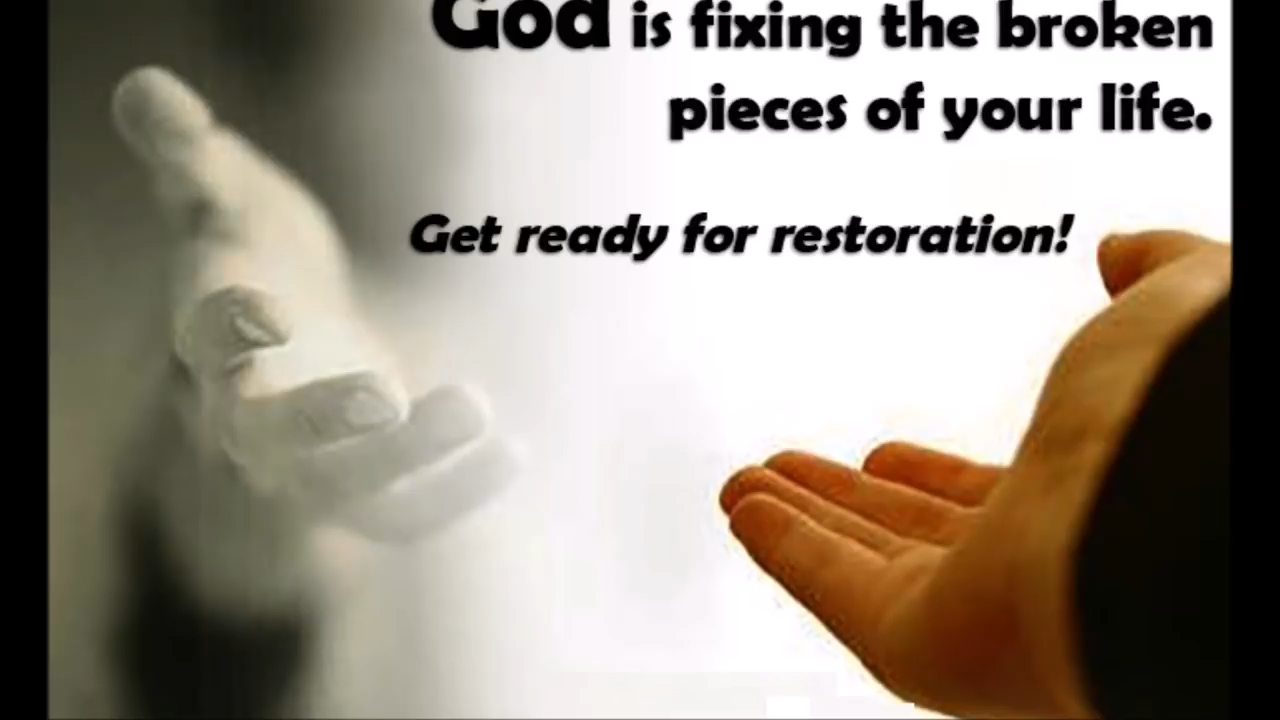 God is fixing the broken
pieces of your life.
Get ready for restoration!